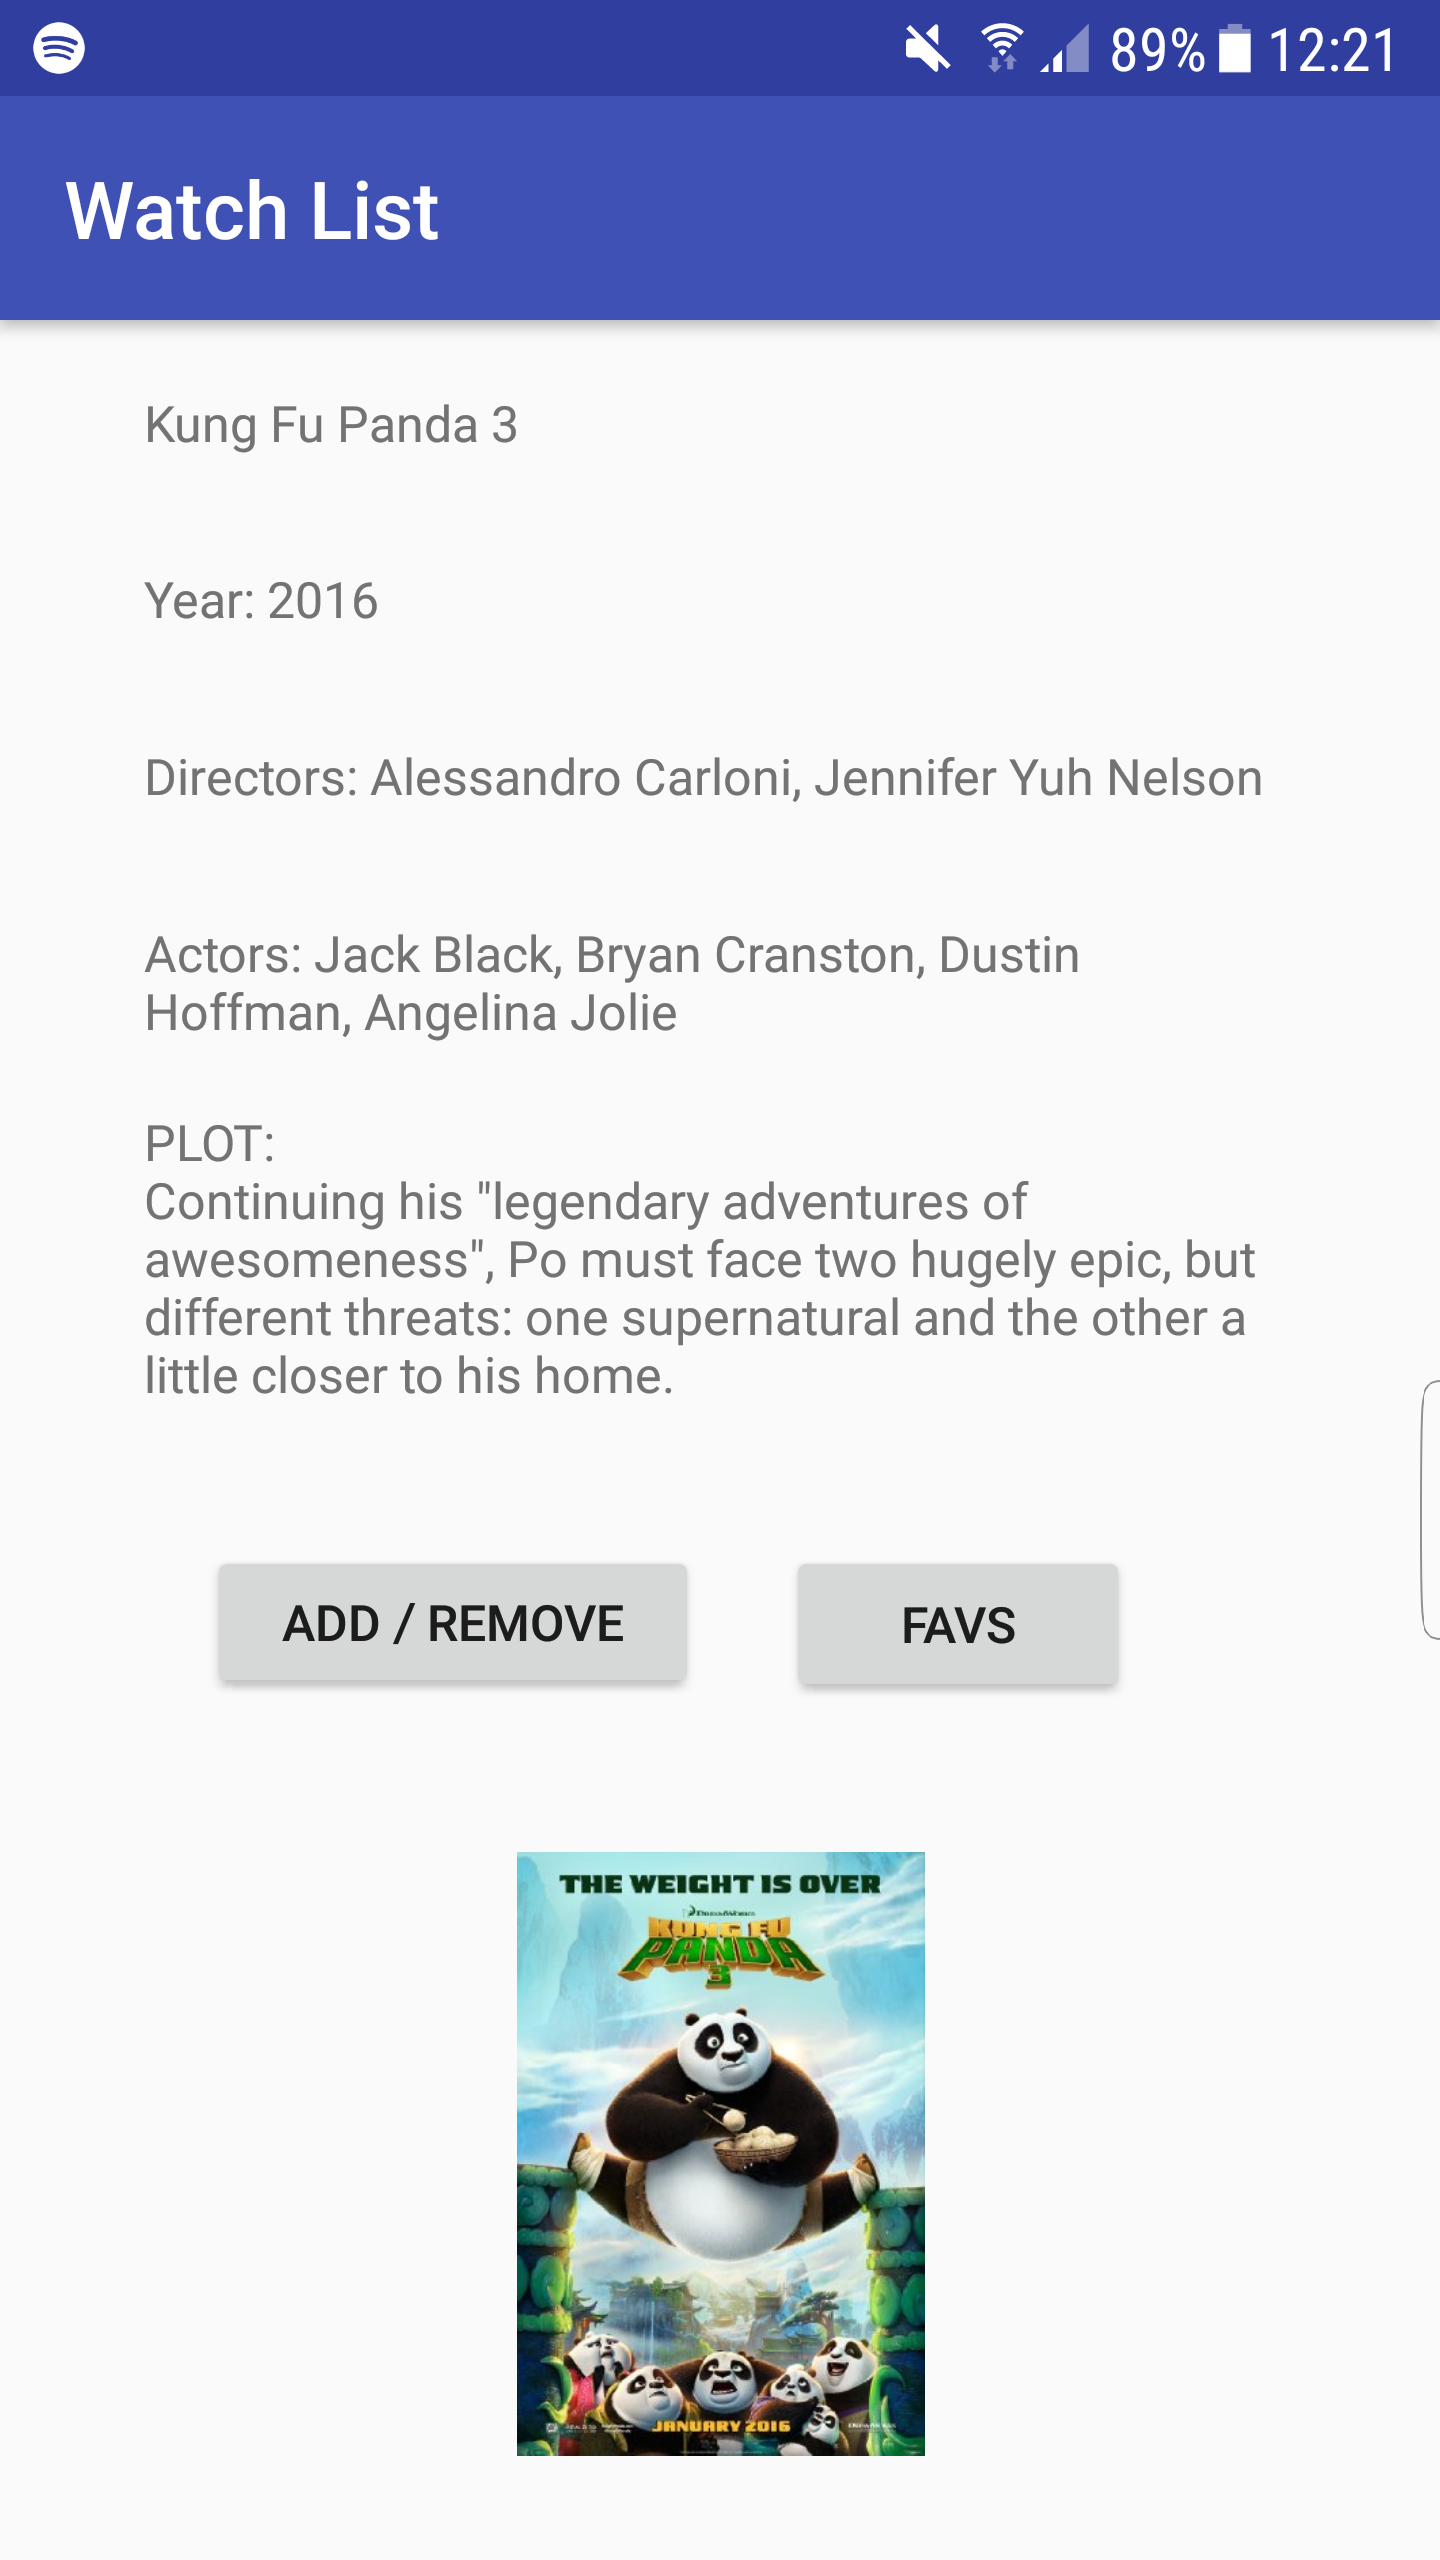 89% 12:21
Watch List
Kung Fu Panda 3
Year: 2016
Directors: Alessandro Carloni, Jennifer Yuh Nelson
Actors: Jack Black, Bryan Cranston, Dustin
Hoffman, Angelina Jolie
PLOT:
Continuing his "legendary adventures of
awesomeness", Po must face two hugely epic, but
different threats: one supernatural and the other a
little closer to his home.
ADD / REMOVE
FAVS
THE WEIGHT IS OVER
DreamWorks
KUNG FU
PANDA
3
JANUARY 2016